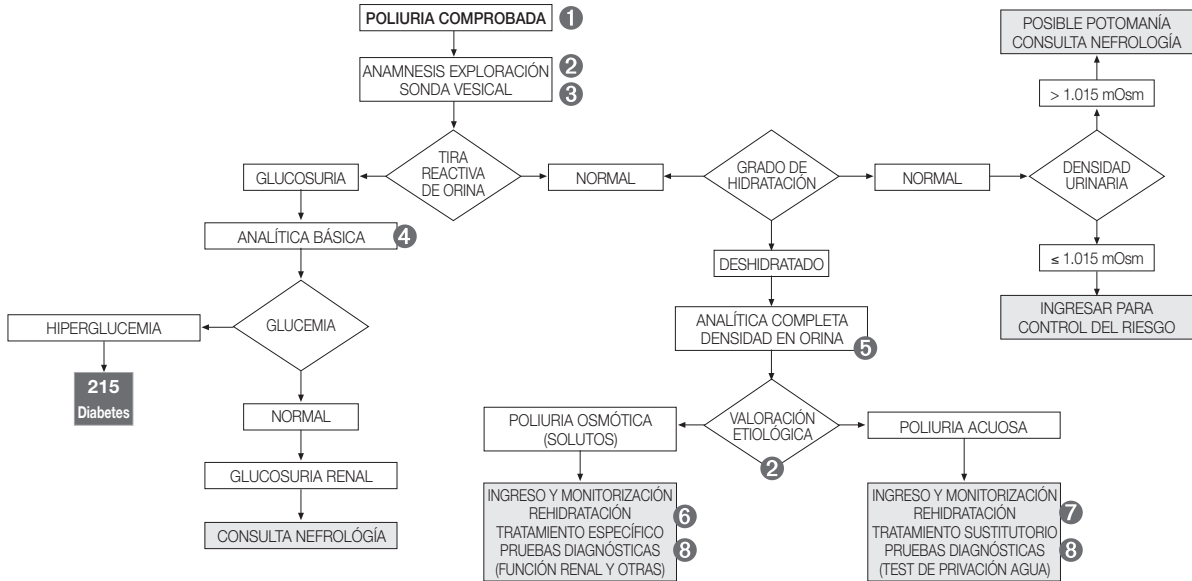 POLIURIA COMPROBADA 1
ANAMNESIS EXPLORACIÓN 2
SONDA VESICAL 3
TIRA
REACTIVA
DE ORINA
GLUCOSURIA
NORMAL
GRADO DE
HIDRATACIÓN
NORMAL
DENSIDAD
URINARIA
> 1.015 mOsm
POSIBLE POTOMANÍA
CONSULTA NEFROLOGÍA
≤ 1.015 mOsm
INGRESAR PARA
CONTROL DEL RIESGO
ANALÍTICA BÁSICA 4
GLUCEMIA
HIPERGLUCEMIA
215
Diabetes
NORMAL
GLUCOSURIA RENAL
CONSULTA NEFRÓLÓGÍA
DESHIDRATADO
ANALÍTICA COMPLETA
DENSIDAD EN ORINA 5
VALORACIÓN
ETIOLÓGICA
2
POLIURIA OSMÓTICA
(SOLUTOS)
INGRESO Y MONITORIZACIÓN
REHIDRATACIÓN 6
TRATAMIENTO ESPECÍFICO
PRUEBAS DIAGNÓSTICAS 8
(FUNCIÓN RENAL Y OTRAS)
POLIURIA ACUOSA
INGRESO Y MONITORIZACIÓN
REHIDRATACIÓN 7
TRATAMIENTO SUSTITUTORIO
PRUEBAS DIAGNÓSTICAS 8
(TEST DE PRIVACIÓN AGUA)